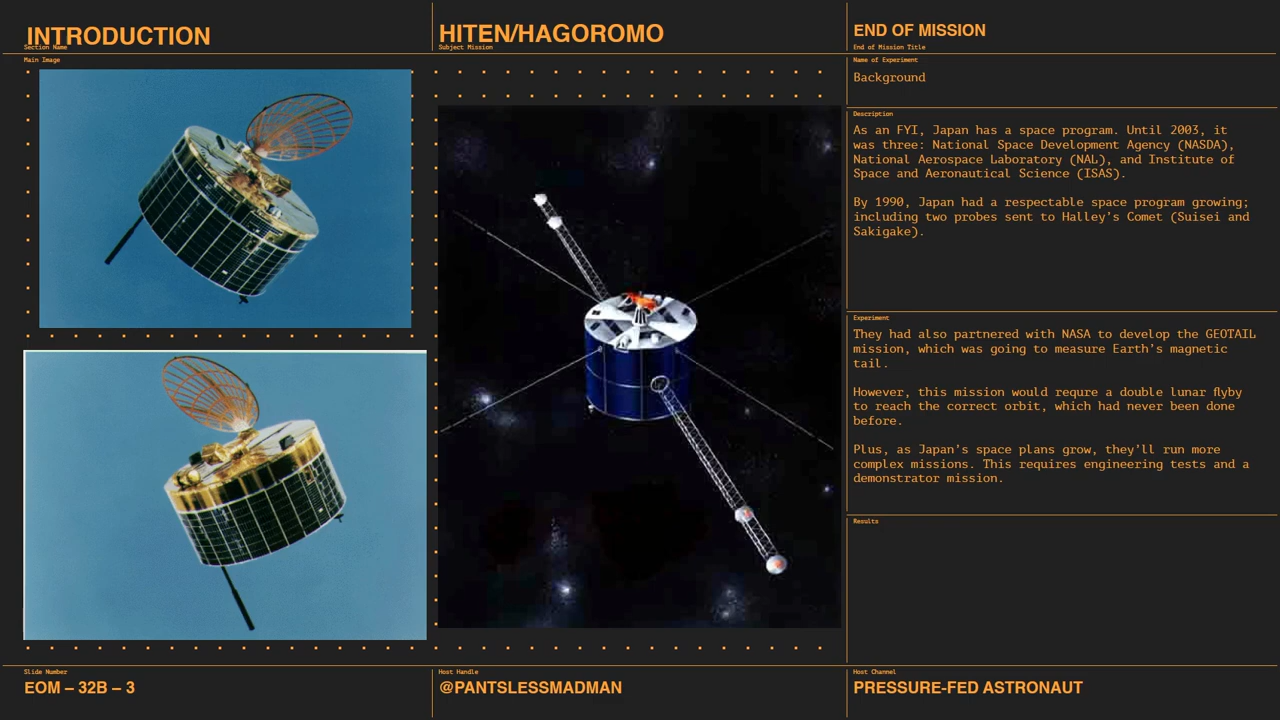 INTRODUCTION
Section Name
HITEN/HAGOROMO
Subject Mission
END OF MISSION
End of Mission Title
Main Image
Name of Experiment
Background
Description
As an FYI, Japan has a space program. Until 2003, it
was three: National Space Development Agency (NASDA),
National Aerospace Laboratory (NAL), and Institute of
Space and Aeronautical Science (ISAS).
By 1990, Japan had a respectable space program growing;
including two probes sent to Halley's Comet (Suisei and
Sakigake).
Experiment
They had also partnered with NASA to develop the GEOTAIL
mission, which was going to measure Earth's magnetic
tail.
However, this mission would requre a double lunar flyby
to reach the correct orbit, which had never been done
before.
Plus, as Japan's space plans grow, they'll run more
complex missions. This requires engineering tests and a
demonstrator mission.
Results
Slide Number
EOM – 32B – 3
Host Handle
@PANTSLESSMADMAN
Host Channel
PRESSURE-FED ASTRONAUT